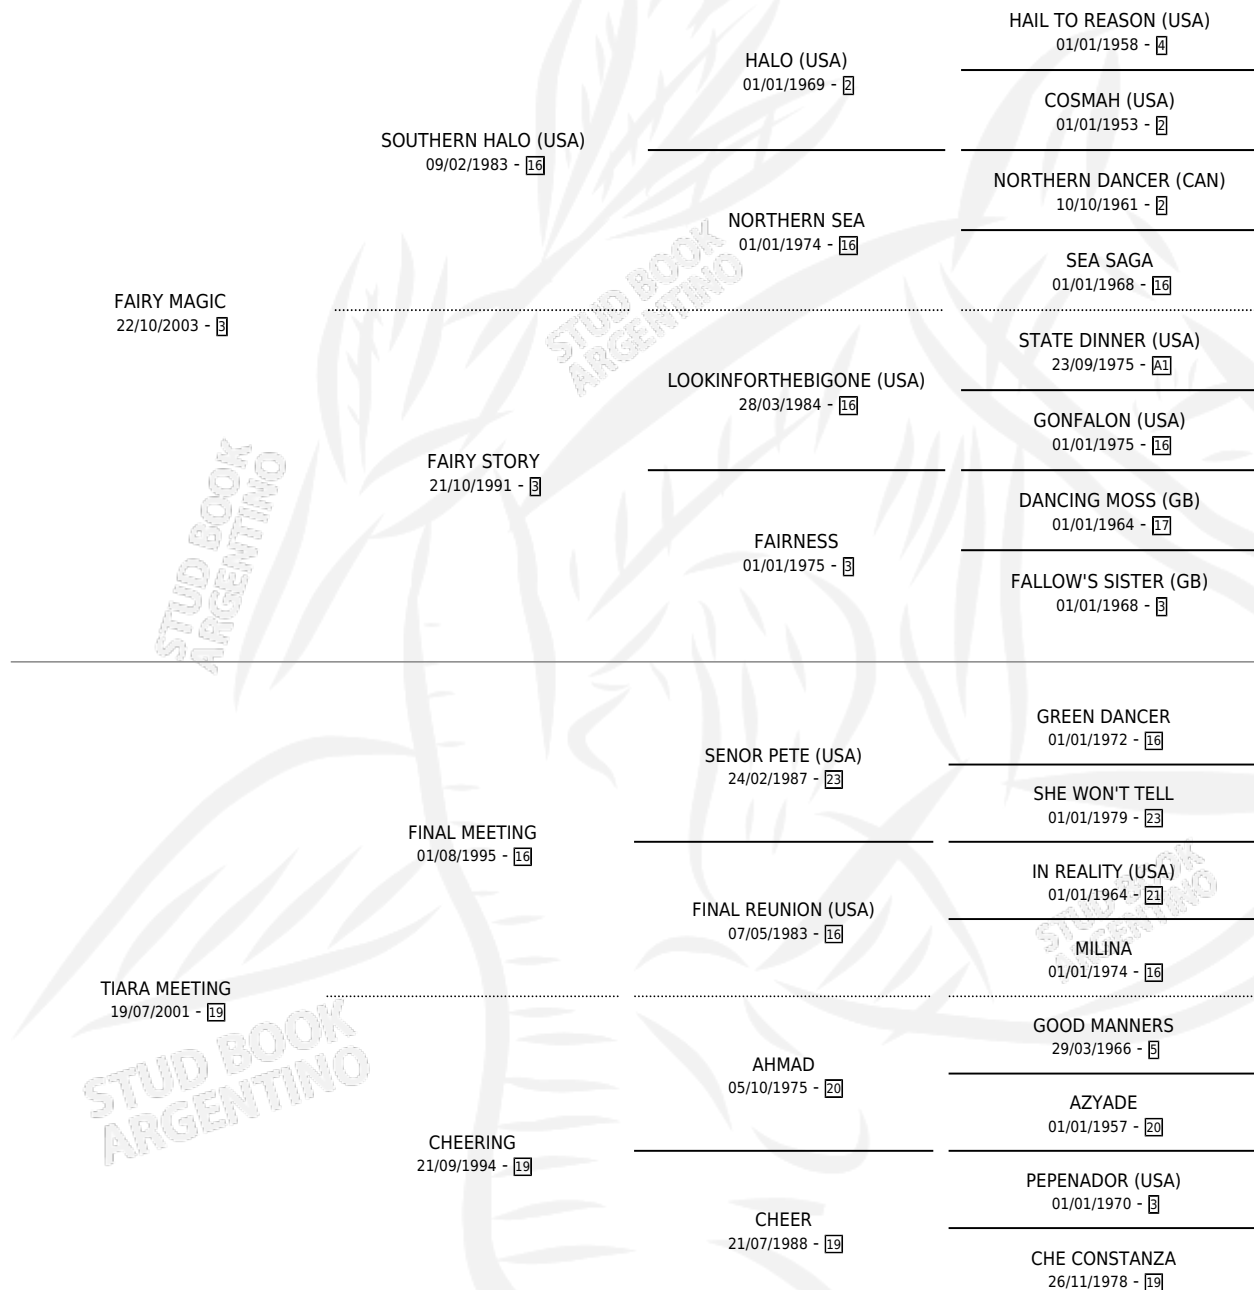 HAIL TO REASON (USA)
01/01/1958 - 4
HALO (USA)
01/01/1969 - 2
COSMAH (USA)
01/01/1953 - 2
SOUTHERN HALO (USA)
09/02/1983 - 16
NORTHERN DANCER (CAN)
10/10/1961 - 2
NORTHERN SEA
01/01/1974 - 16
SEA SAGA
01/01/1968 - 16
FAIRY MAGIC
22/10/2003 - 3
STATE DINNER (USA)
23/09/1975 - A1
LOOKINFORTHEBIGONE (USA)
28/03/1984 - 16
GONFALON (USA)
01/01/1975 - 16
FAIRY STORY
21/10/1991 - 3
DANCING MOSS (GB)
01/01/1964 - 17
FAIRNESS
01/01/1975 - 3
FALLOW'S SISTER (GB)
01/01/1968 - 3
GREEN DANCER
01/01/1972 - 16
SENOR PETE (USA)
24/02/1987 - 23
SHE WON'T TELL
01/01/1979 - 23
FINAL MEETING
01/08/1995 - 16
IN REALITY (USA)
01/01/1964 - 21
FINAL REUNION (USA)
07/05/1983 - 16
MILINA
01/01/1974 - 16
TIARA MEETING
19/07/2001 - 19
GOOD MANNERS
29/03/1966 - 5
AHMAD
05/10/1975 - 20
AZYADE
01/01/1957 - 20
CHEERING
21/09/1994 - 19
PEPENADOR (USA)
01/01/1970 - 3
CHEER
21/07/1988 - 19
CHE CONSTANZA
26/11/1978 - 19
STUD BOOK
ARGENTINO
STUD BOOK
ARGENTINO
STUD BOOK
ARGENTINO
STUD BOOK
ARGENTINO